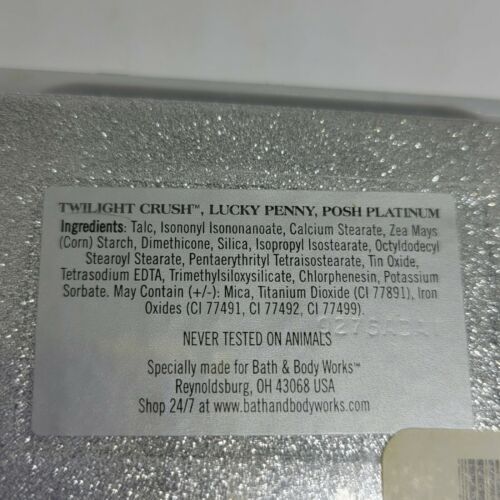 TWILIGHT CRUSH™, LUCKY PENNY, POSH PLATINUM
Ingredients: Talc, Isononyl Isononanoate, Calcium Stearate, Zea Mays
(Corn) Starch, Dimethicone, Silica, Isopropyl Isostearate, Octyldodecyl
Stearoyl Stearate, Pentaerythrityl Tetraisostearate, Tin Oxide,
Tetrasodium EDTA, Trimethylsiloxysilicate, Chlorphenesin, Potassium
Sorbate. May Contain (+/-): Mica, Titanium Dioxide (CI 77891), Iron
Oxides (CI 77491, CI 77492, CI 77499).
NEVER TESTED ON ANIMALS
Specially made for Bath & Body Works™
Reynoldsburg, OH 43068 USA
Shop 24/7 at www.bathandbodyworks.com